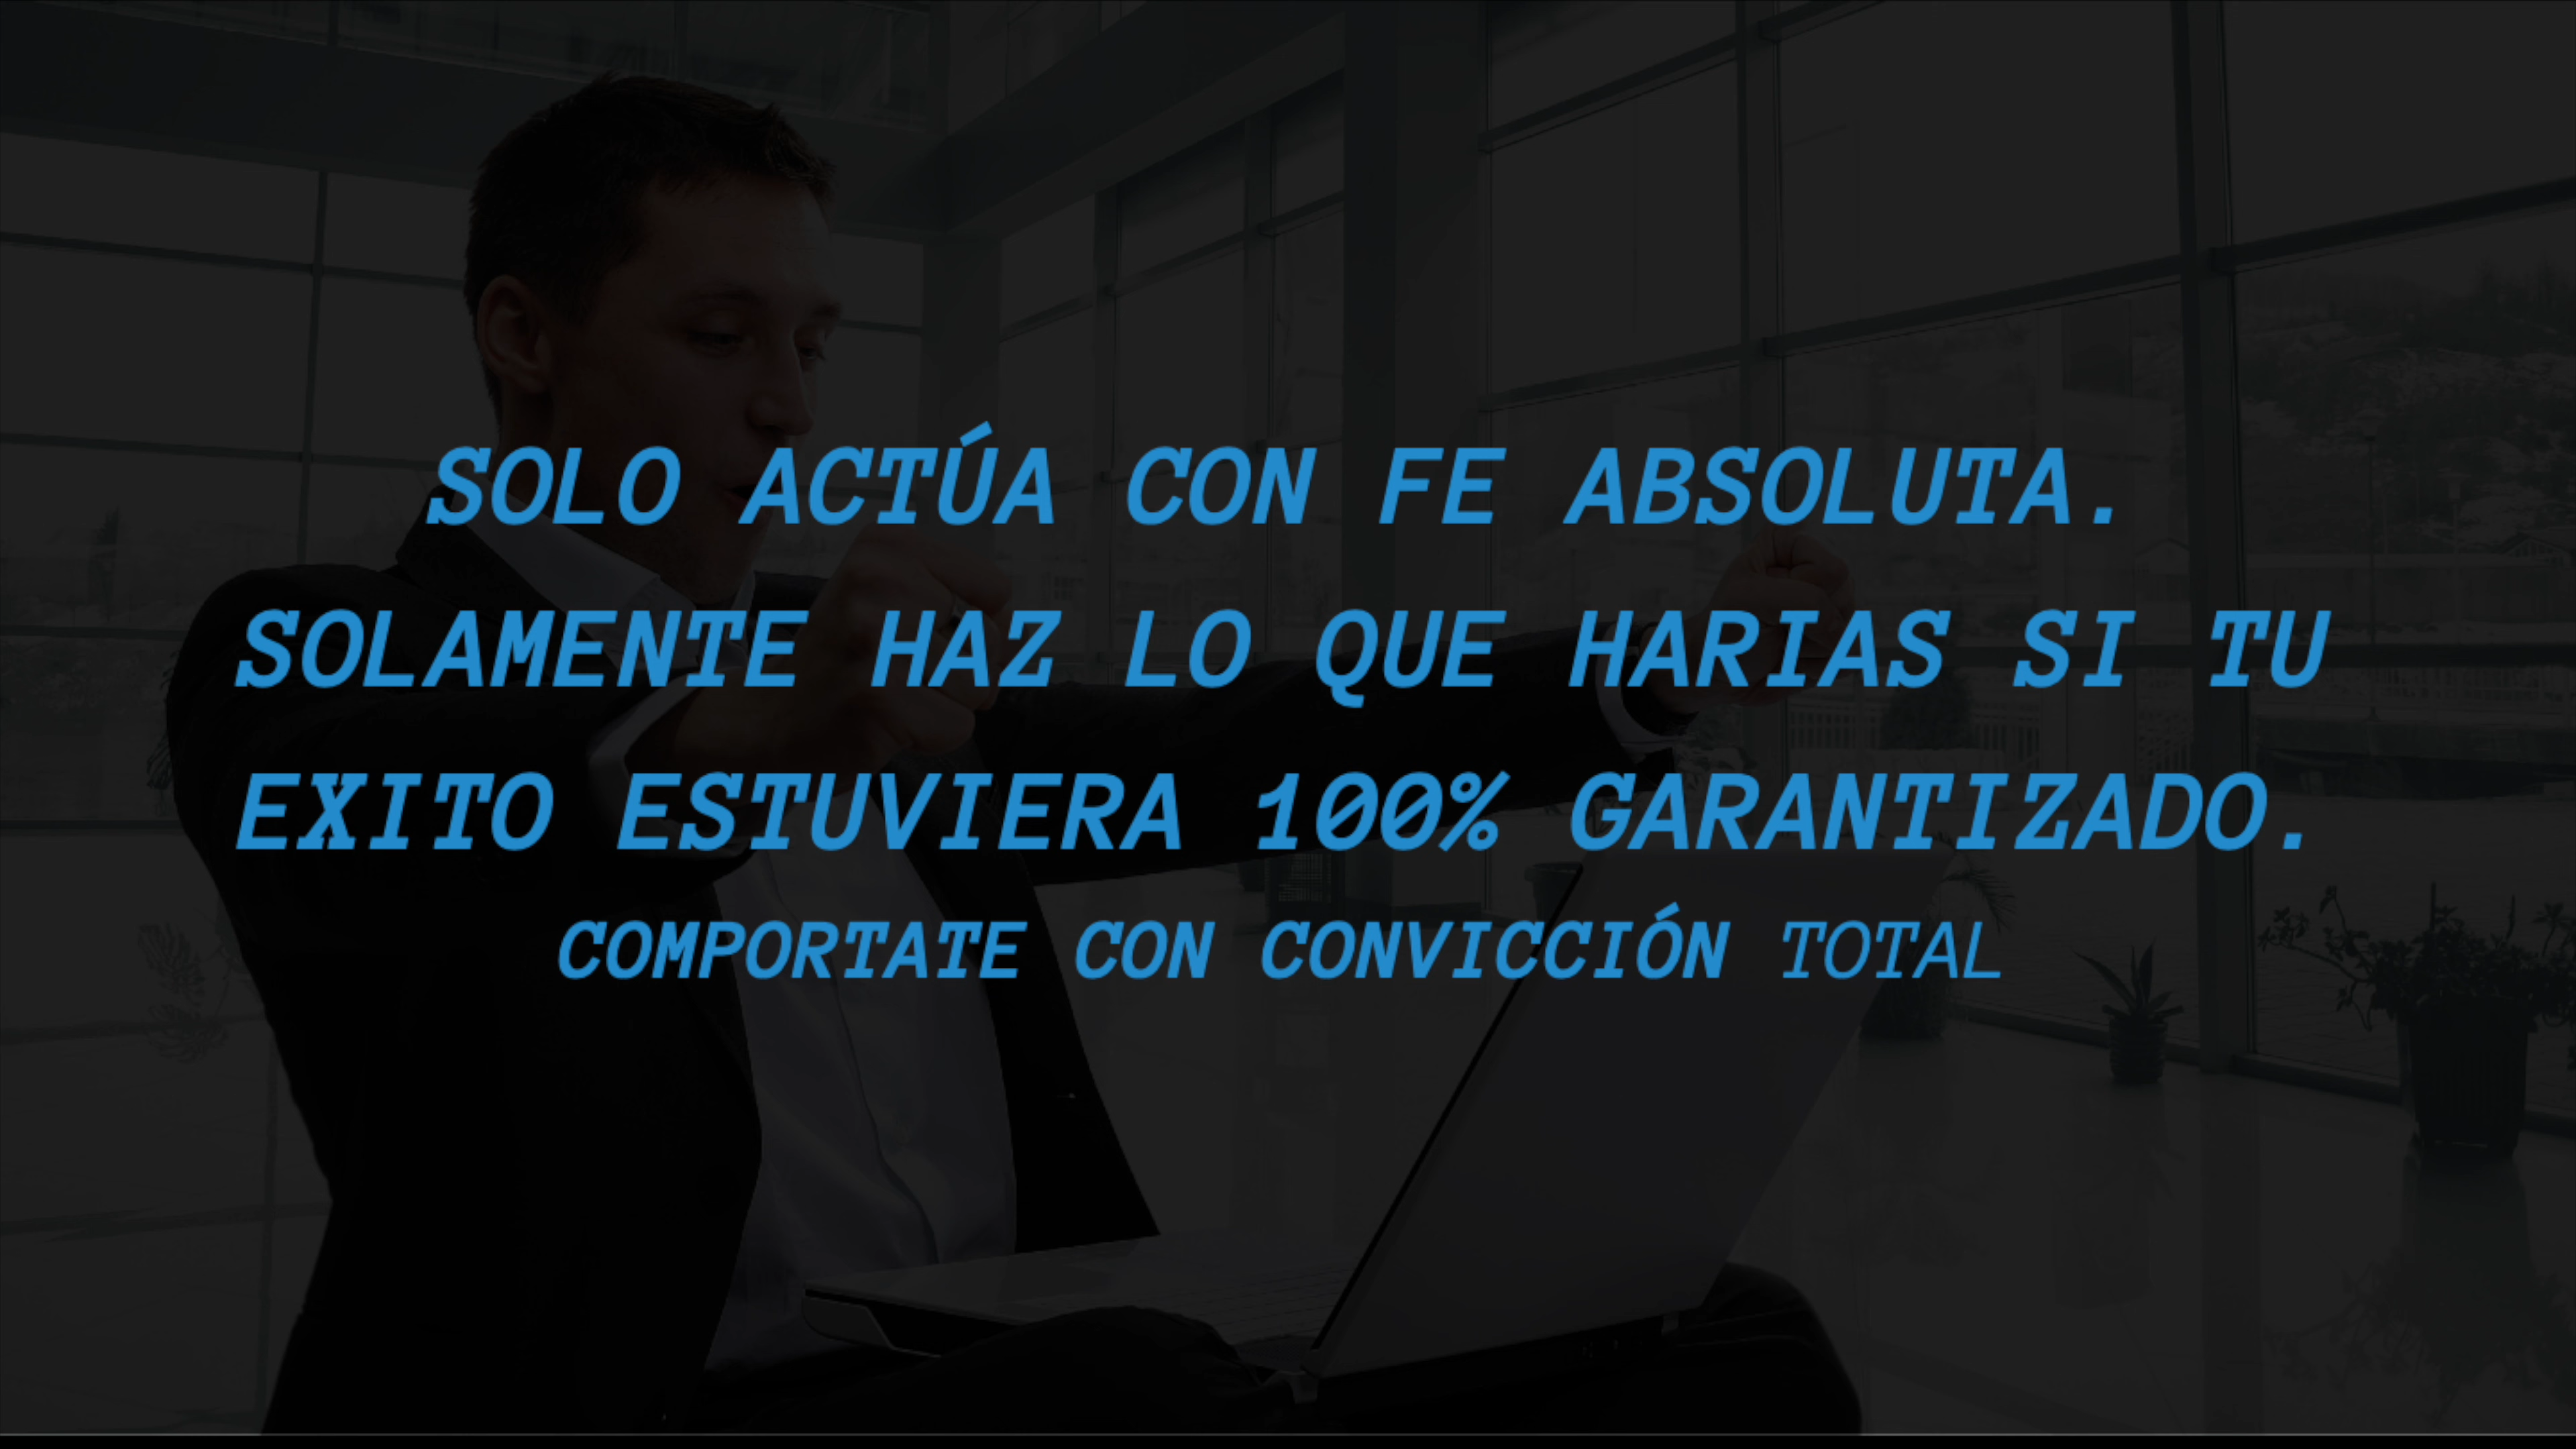 SOLO ACTÚA CON FE ABSOLUTA.
SOLAMENTE HAZ LO QUE HARIAS SI TU
EXITO ESTUVIERA 100% GARANTIZADO.
COMPORTATE CON CONVICCIÓN TOTAL